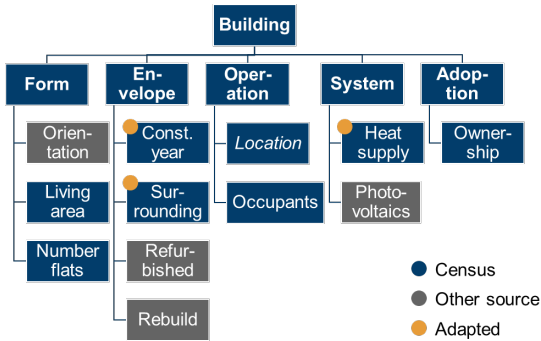 Building
Form
En-
velope
Oper-
ation
System
Adop-
tion
Orien-
tation
Const.
year
Location
Heat
supply
Owner-
ship
Living
area
Sur-
rounding
Occupants
Photo-
voltaics
Number
flats
Refur-
bished
Rebuild
Census
Other source
Adapted